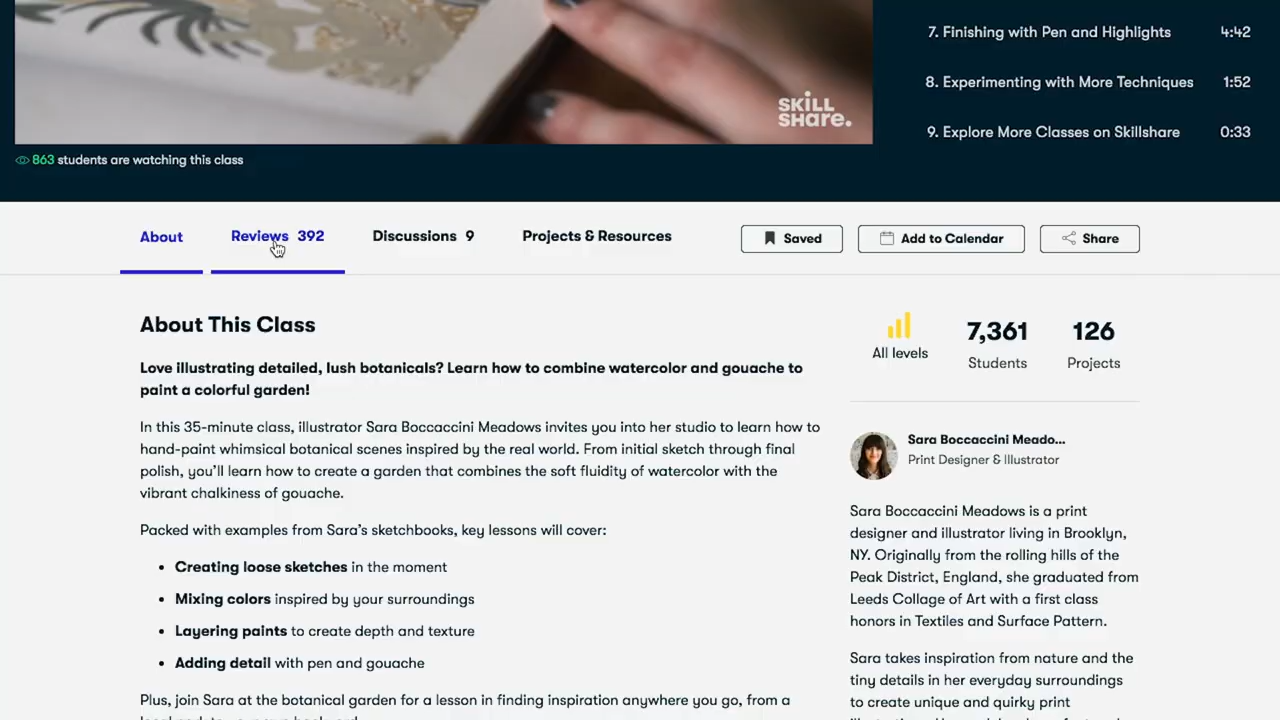 7. Finishing with Pen and Highlights 4:42
8. Experimenting with More Techniques 1:52
SKILL
SHARE.
9. Explore More Classes on Skillshare 0:33
863 students are watching this class
About Reviews 392 Discussions 9 Projects & Resources Saved Add to Calendar Share
About This Class
Love illustrating detailed, lush botanicals? Learn how to combine watercolor and gouache to
paint a colorful garden!
In this 35-minute class, illustrator Sara Boccaccini Meadows invites you into her studio to learn how to
hand-paint whimsical botanical scenes inspired by the real world. From initial sketch through final
polish, you'll learn how to create a garden that combines the soft fluidity of watercolor with the
vibrant chalkiness of gouache.
Packed with examples from Sara's sketchbooks, key lessons will cover:
• Creating loose sketches in the moment
• Mixing colors inspired by your surroundings
• Layering paints to create depth and texture
• Adding detail with pen and gouache
Plus, join Sara at the botanical garden for a lesson in finding inspiration anywhere you go, from a
7,361 126
All levels Students Projects
Sara Boccaccini Meado...
Print Designer & Illustrator
Sara Boccaccini Meadows is a print
designer and illustrator living in Brooklyn,
NY. Originally from the rolling hills of the
Peak District, England, she graduated from
Leeds Collage of Art with a first class
honors in Textiles and Surface Pattern.
Sara takes inspiration from nature and the
tiny details in her everyday surroundings
to create unique and quirky print